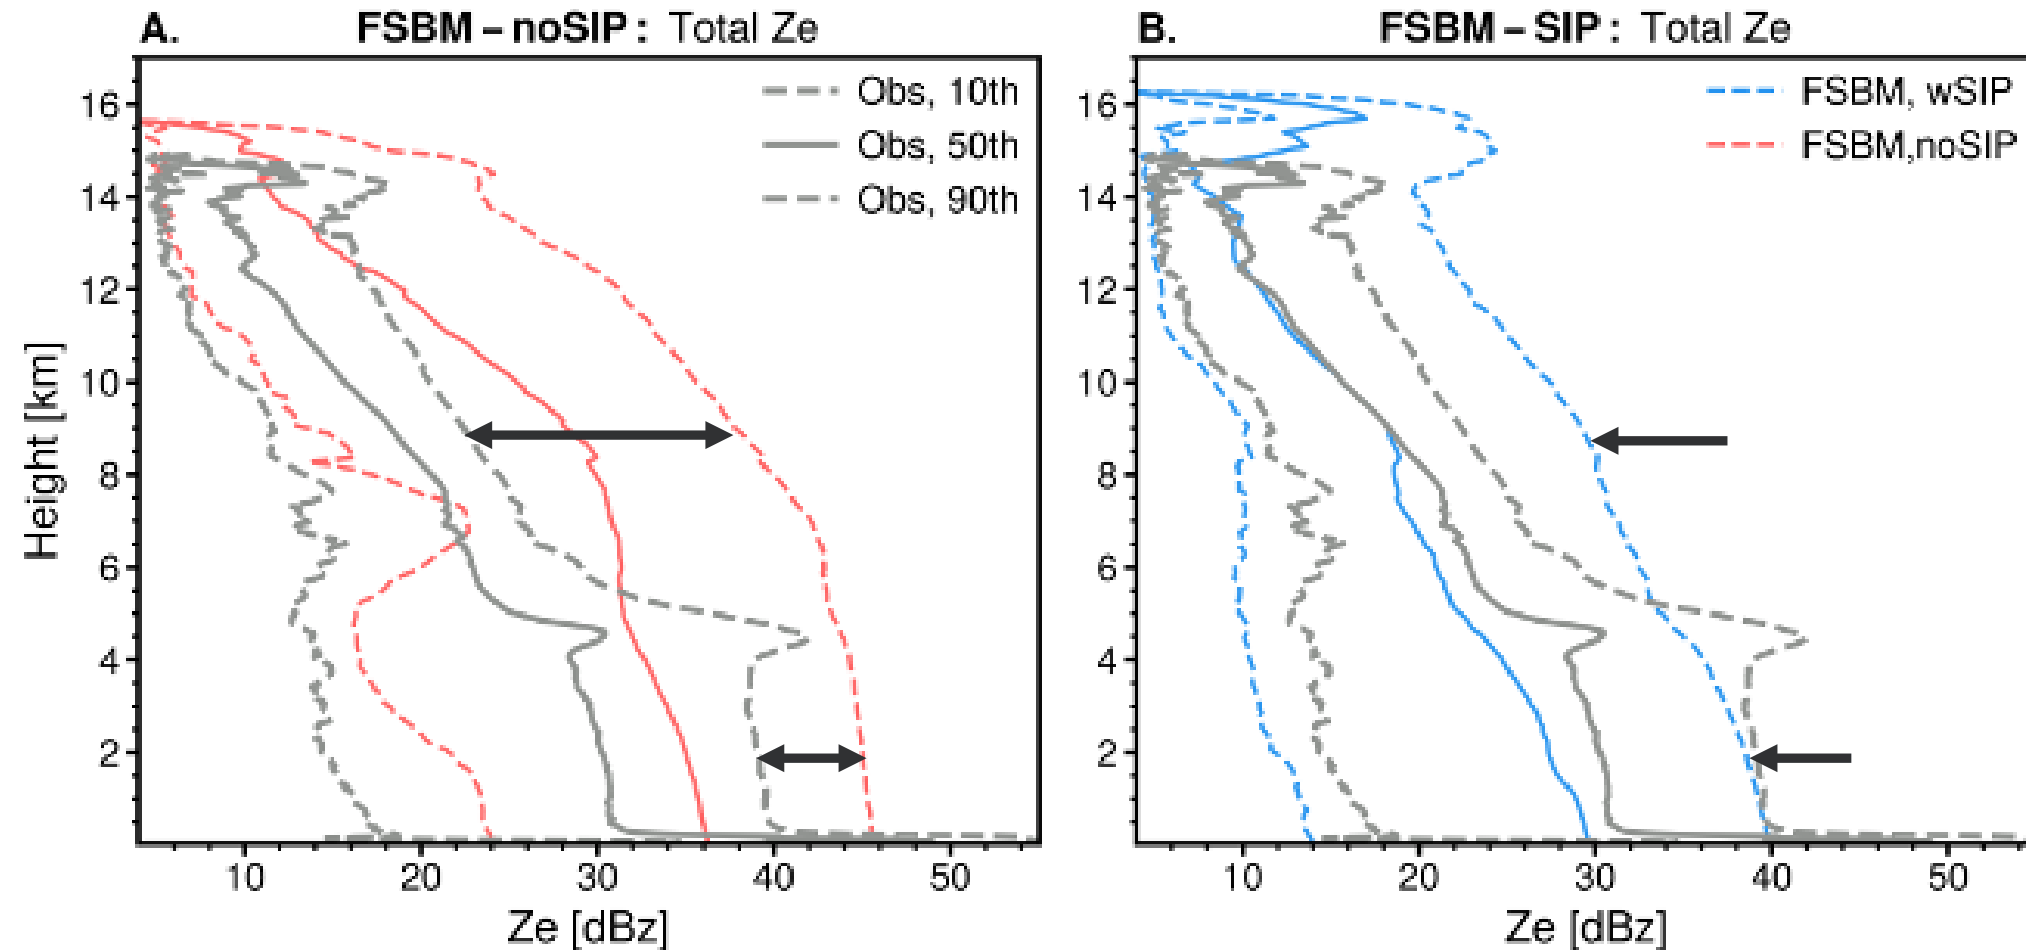 A. FSBM – noSIP : Total Ze
Obs, 10th
Obs, 50th
Obs, 90th
16
14
12
10
8
6
4
2
Height [km]
10 20 30 40 50
Ze [dBz]
B. FSBM – SIP : Total Ze
FSBM, wSIP
FSBM,noSIP
16
14
12
10
8
6
4
2
10 20 30 40 50
Ze [dBz]